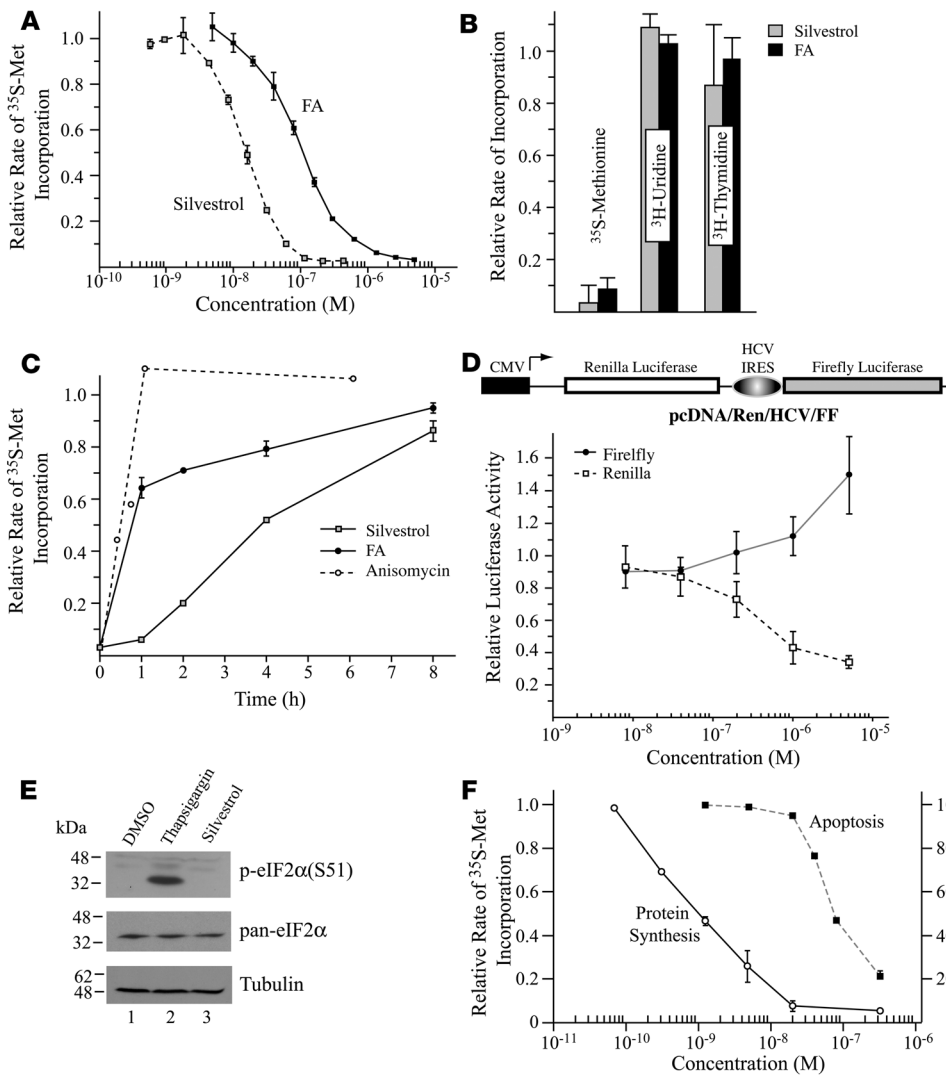 A
Relative Rate of ³⁵S-Met
Incorporation
1.0
0.8
0.6
0.4
0.2
FA
Silvestrol
10⁻¹⁰
10⁻⁹
10⁻⁸
10⁻⁷
10⁻⁶
10⁻⁵
Concentration (M)
B
Relative Rate of Incorporation
1.0
0.8
0.6
0.4
0.2
Silvestrol
FA
³⁵S-Methionine
³H-Uridine
³H-Thymidine
C
Relative Rate of ³⁵S-Met
Incorporation
1.0
0.8
0.6
0.4
0.2
Silvestrol
FA
Anisomycin
0 1 2 3 4 5 6 7 8
Time (h)
D
CMV
Renilla Luciferase
HCV
IRES
Firefly Luciferase
pcDNA/Ren/HCV/FF
Relative Luciferase Activity
1.6
1.4
1.2
1.0
0.8
0.6
0.4
0.2
Firelfly
Renilla
10⁻⁹
10⁻⁸
10⁻⁷
10⁻⁶
10⁻⁵
Concentration (M)
E
DMSO
Thapsigargin
Silvestrol
kDa
48
32
p-eIF2α(S51)
48
32
pan-eIF2α
62
48
Tubulin
1 2 3
F
Relative Rate of ³⁵S-Met
Incorporation
1.0
0.8
0.6
0.4
0.2
0
Apoptosis
Protein
Synthesis
10
8
6
4
2
10⁻¹¹
10⁻¹⁰
10⁻⁹
10⁻⁸
10⁻⁷
10⁻⁶
Concentration (M)